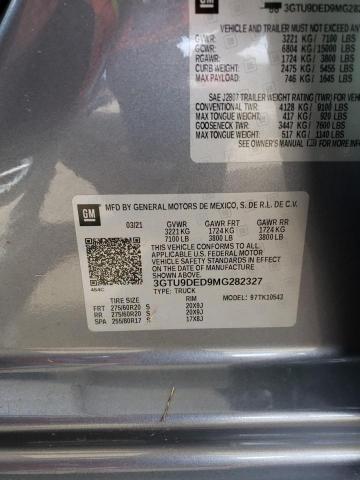 GM
3GTU9DED9MG282
VEHICLE AND TRAILER MUST NOT EX
GVWR: 3221 KG / 7100 LBS
GCWR: 6804 KG / 15000 LBS
RGAWR: 1724 KG / 3800 LBS
CURB WEIGHT: 2475 KG / 5455 LBS
MAX PAYLOAD: 746 KG / 1645 LBS
SAE J2807 TRAILER WEIGHT RATING (TWR) FOR VEH
CONVENTIONAL TWR: 4128 KG / 9100 LBS
MAX TONGUE WEIGHT: 417 KG / 920 LBS
GOOSENECK TWR: 3447 KG / 7600 LBS
MAX TONGUE WEIGHT: 517 KG / 1140 LBS
SEE OWNER'S MANUAL
GM
MFD BY GENERAL MOTORS DE MEXICO, S. DE R.L. DE C.V.
03/21 GVWR GAWR FRT GAWR RR
3221 KG 1724 KG 1724 KG
7100 LB 3800 LB 3800 LB
THIS VEHICLE CONFORMS TO ALL
APPLICABLE U.S. FEDERAL MOTOR
VEHICLE SAFETY STANDARDS IN
EFFECT ON THE DATE OF MANUFACTURE
SHOWN ABOVE.
3GTU9DED9MG282327
TYPE: TRUCK
MODEL: 97TK10543
TIRE SIZE RIM
FRT 275/60R20 S 20X9J
RR 275/60R20 S 20X9J
SPA 255/80R17 S 17X8J